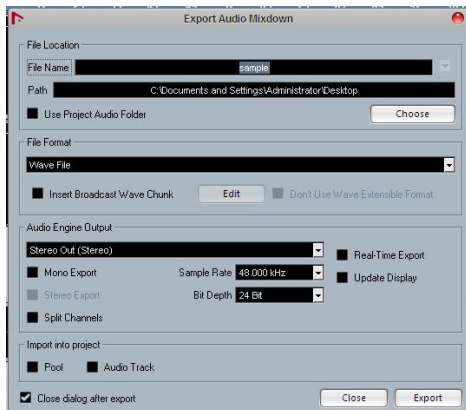 Export Audio Mixdown
File Location
File Name sample
Path C:\Documents and Settings\Administrator\Desktop
Use Project Audio Folder Choose
File Format
Wave File
Insert Broadcast Wave Chunk Edit Don't Use Wave Extensible Format
Audio Engine Output
Stereo Out (Stereo)
Real-Time Export
Mono Export Sample Rate 48.000 kHz
Update Display
Stereo Export Bit Depth 24 Bit
Split Channels
Import into project
Pool Audio Track
Close dialog after export Close Export